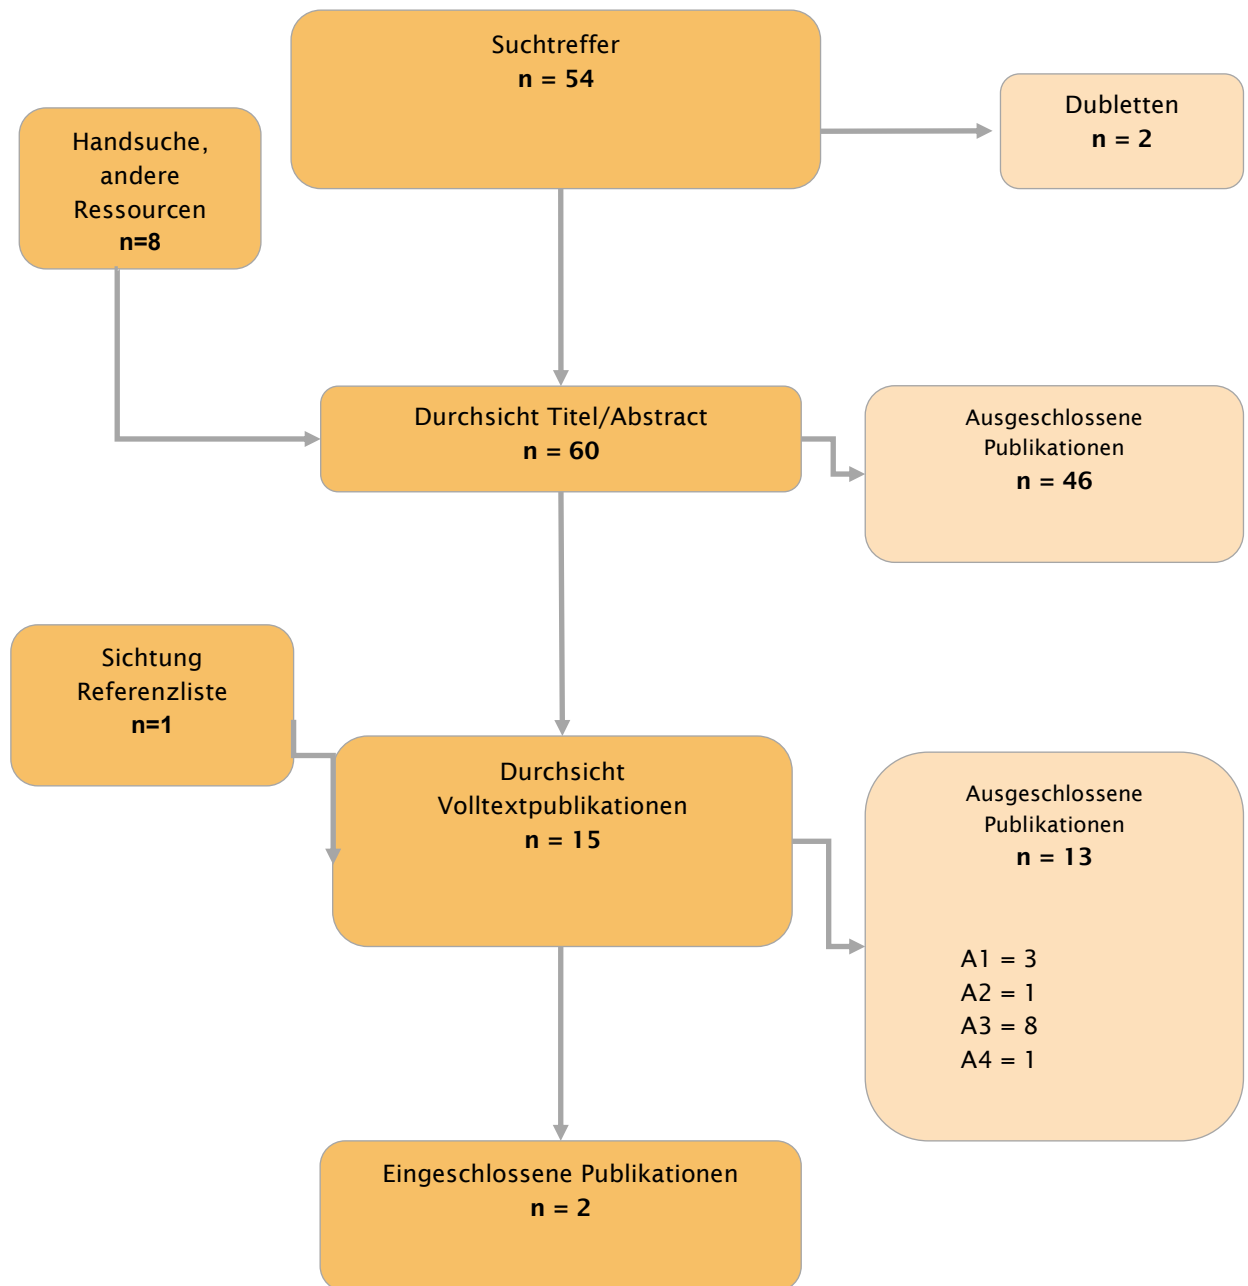 Suchtreffer
n = 54
Dubletten
n = 2
Handsuche,
andere
Ressourcen
n=8
Durchsicht Titel/Abstract
n = 60
Ausgeschlossene
Publikationen
n = 46
Sichtung
Referenzliste
n=1
Durchsicht
Volltextpublikationen
n = 15
Ausgeschlossene
Publikationen
n = 13
A1 = 3
A2 = 1
A3 = 8
A4 = 1
Eingeschlossene Publikationen
n = 2